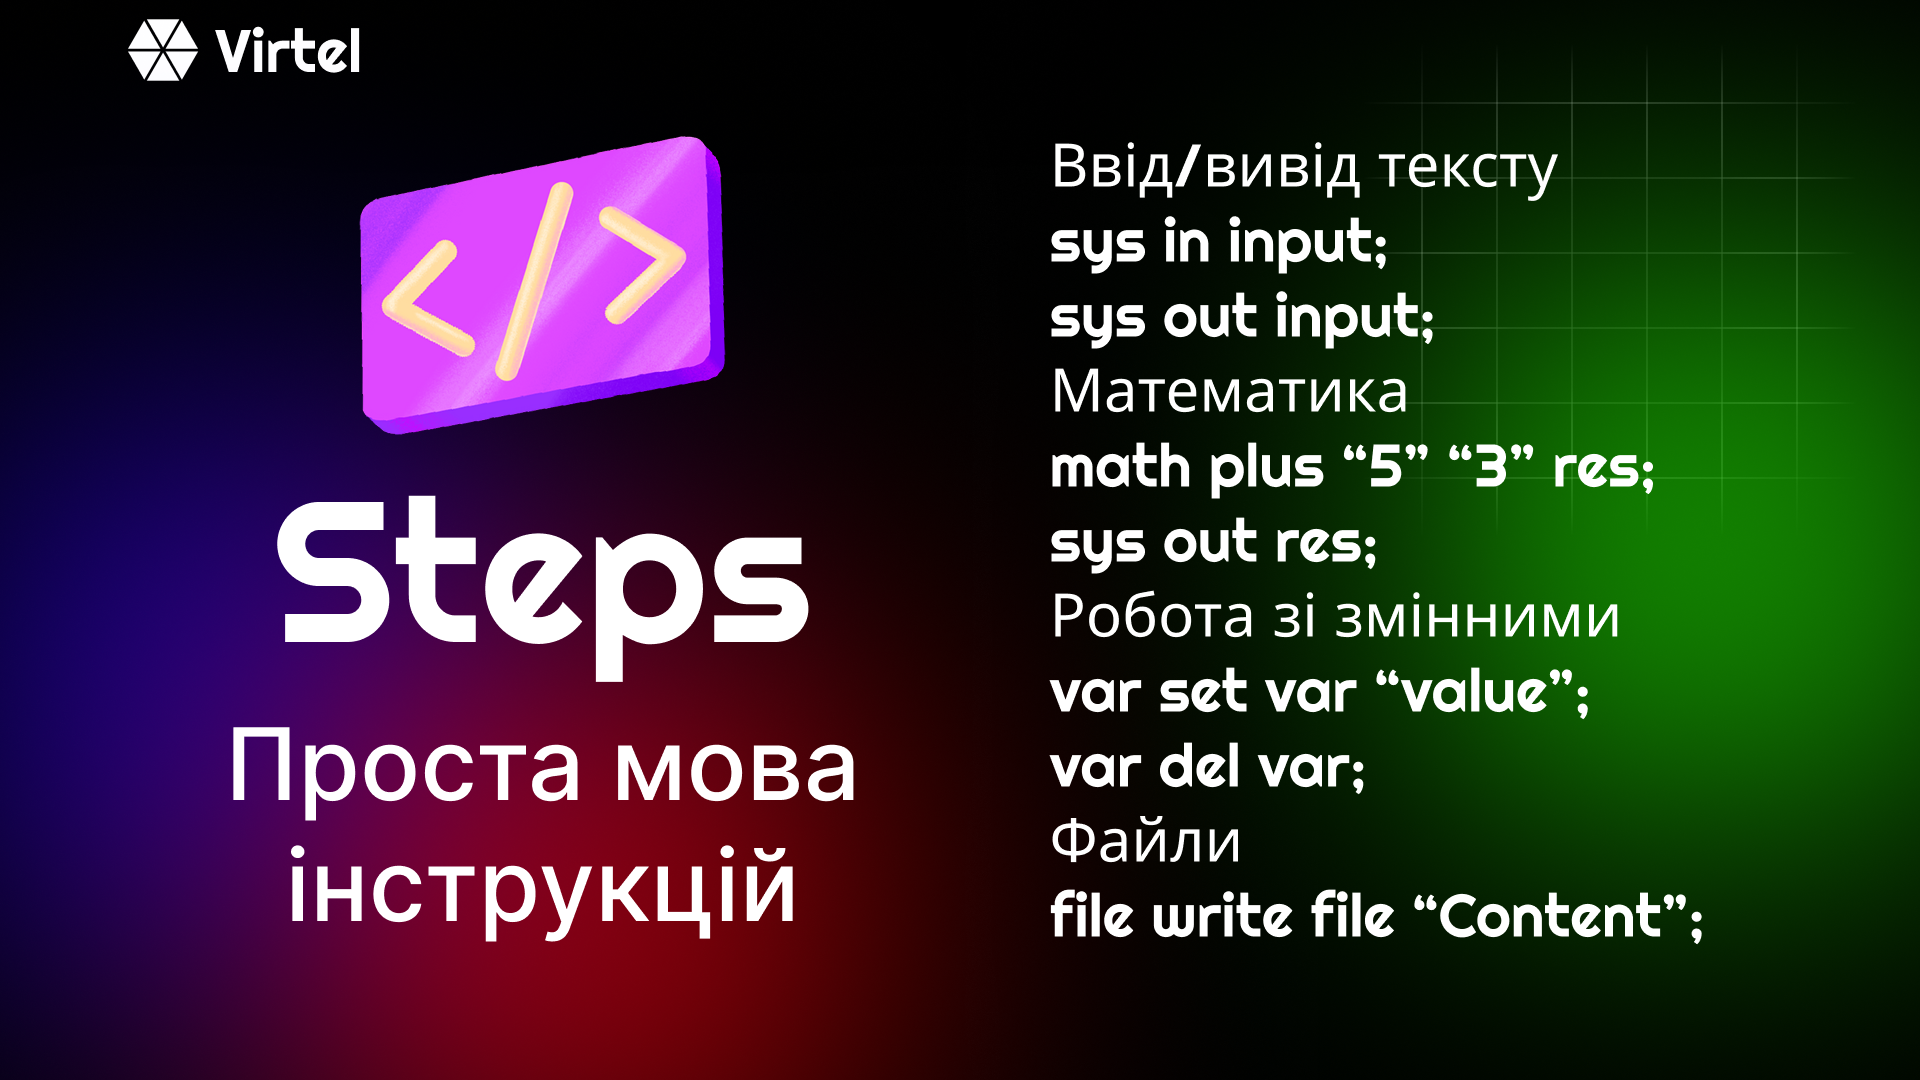 Virtel
</>
Steps
Проста мова
інструкцій
Ввід/вивід тексту
sys in input;
sys out input;
Математика
math plus “5” “3” res;
sys out res;
Робота зі змінними
var set var “value”;
var del var;
Файли
file write file “Content”;